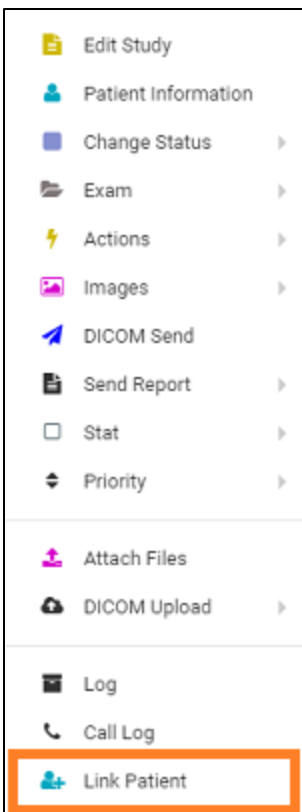 Edit Study
Patient Information
Change Status
Exam
Actions
Images
DICOM Send
Send Report
Stat
Priority
Attach Files
DICOM Upload
Log
Call Log
Link Patient